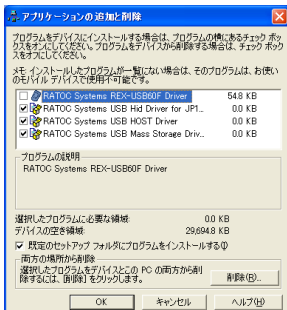 アプリケーションの追加と削除
プログラムをデバイスにインストールする場合は、プログラムの横にあるチェック ボッ
クスをオンにしてください。プログラムをデバイスから削除する場合は、チェック ボック
スをオフにしてください。
メモ: インストールしたプログラムが一覧にない場合は、そのプログラムは、お使い
のモバイル デバイスで使用不可能です。
RATOC Systems REX-USB60F Driver 54.8 KB
RATOC Systems USB Hid Driver for JP1... 0.0 KB
RATOC Systems USB HOST Driver 0.0 KB
RATOC Systems USB Mass Storage Driv... 0.0 KB
プログラムの説明
RATOC Systems REX-USB60F Driver
選択したプログラムに必要な領域: 0.0 KB
デバイスの空き領域: 29,694.8 KB
既定のセットアップ フォルダにプログラムをインストールする(I)
両方の場所から削除
選択したプログラムをデバイスとこの PC の両方から削
除するには、[削除] をクリックします。
削除(R)...
OK キャンセル ヘルプ(H)